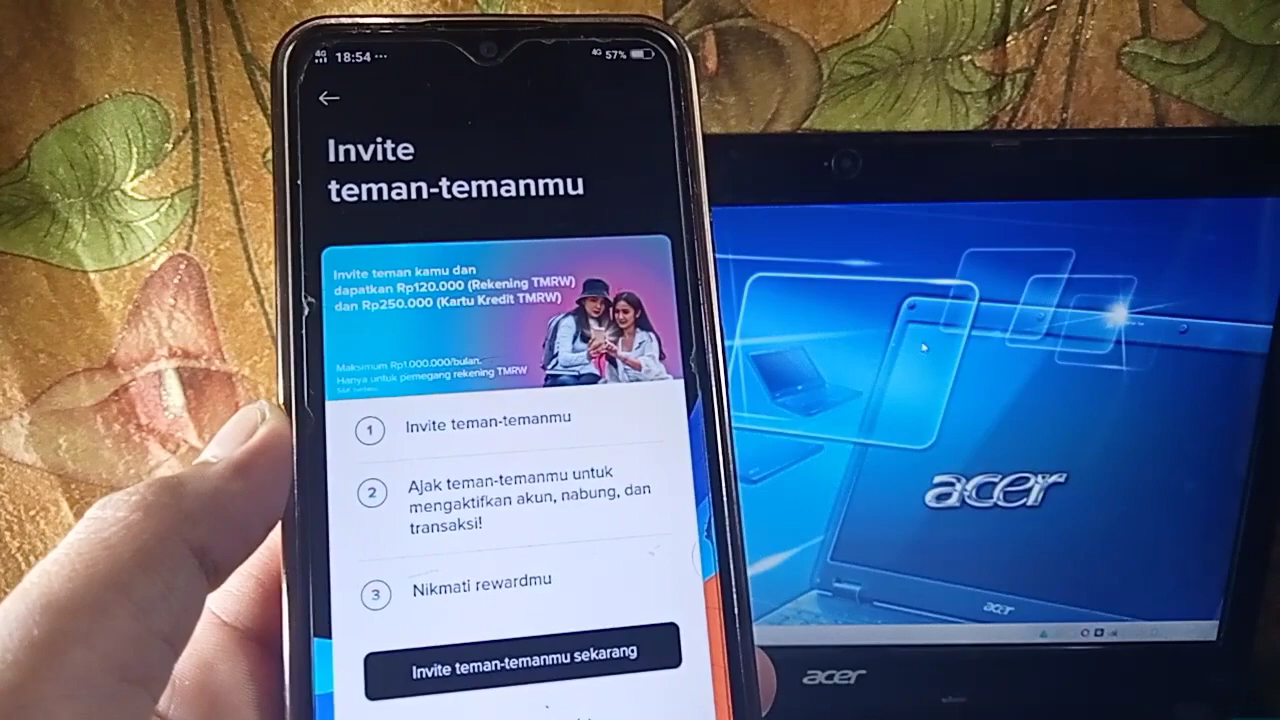 4G
18:54 ...
4G 57%
Invite
teman-temanmu
Invite teman kamu dan
dapatkan Rp120.000 (Rekening TMRW)
dan Rp250.000 (Kartu Kredit TMRW)
Maksimum Rp1.000.000/bulan.
Hanya untuk pemegang rekening TMRW
1 Invite teman-temanmu
2 Ajak teman-temanmu untuk
mengaktifkan akun, nabung, dan
transaksi!
3 Nikmati rewardmu
Invite teman-temanmu sekarang
acer
acer
acer